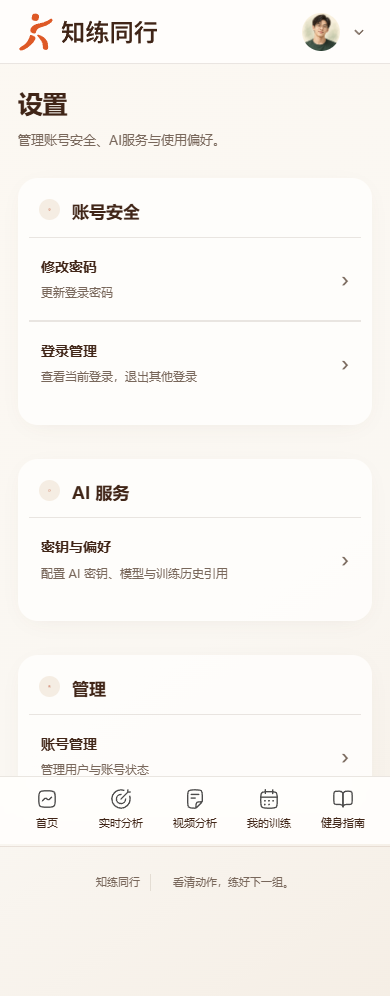 知练同行
设置
管理账号安全、AI服务与使用偏好。
账号安全
修改密码
更新登录密码
登录管理
查看当前登录，退出其他登录
AI 服务
密钥与偏好
配置 AI 密钥、模型与训练历史引用
管理
账号管理
管理用户与账号状态
首页 实时分析 视频分析 我的训练 健身指南
知练同行 看清动作，练好下一组。